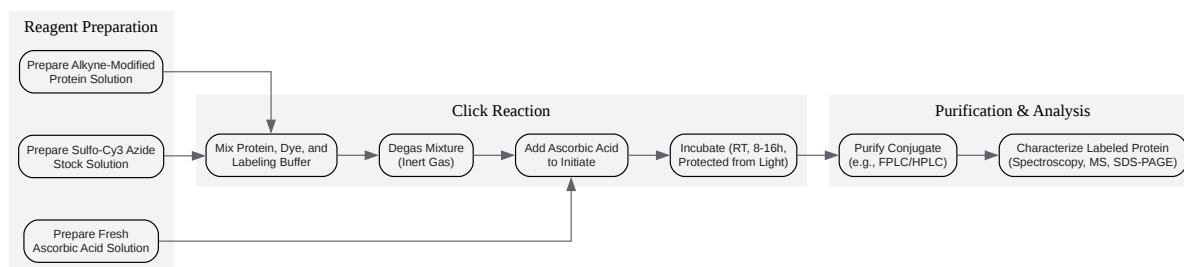 Reagent Preparation
Prepare Alkyne-Modified
Protein Solution
Prepare Sulfo-Cy3 Azide
Stock Solution
Prepare Fresh
Ascorbic Acid Solution
Click Reaction
Mix Protein, Dye, and
Labeling Buffer
Degas Mixture
(Inert Gas)
Add Ascorbic Acid
to Initiate
Incubate (RT, 8-16h,
Protected from Light)
Purification & Analysis
Purify Conjugate
(e.g., FPLC/HPLC)
Characterize Labeled Protein
(Spectroscopy, MS, SDS-PAGE)